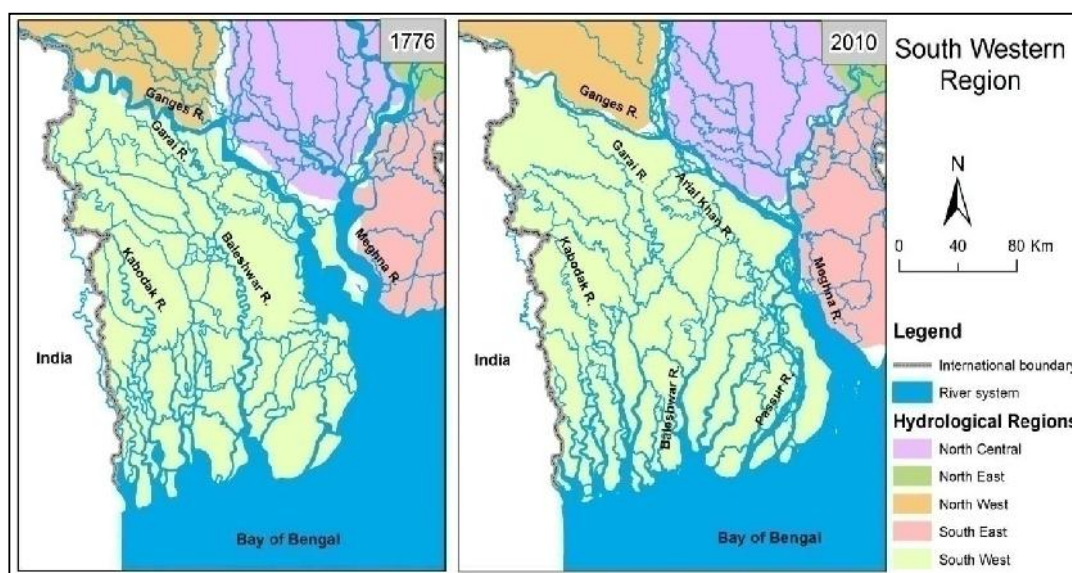 1776
Ganges R.
Garai R.
Kabodak R.
Baleshwar R.
Meghna R.
India
Bay of Bengal
2010
Ganges R.
Garai R
Arial Khan R.
Kabodak R.
Meghna R.
India
Baleshwar R.
Passur R.
Bay of Bengal
South Western
Region
N
0 40 80 Km
Legend
International boundary
River system
Hydrological Regions
North Central
North East
North West
South East
South West